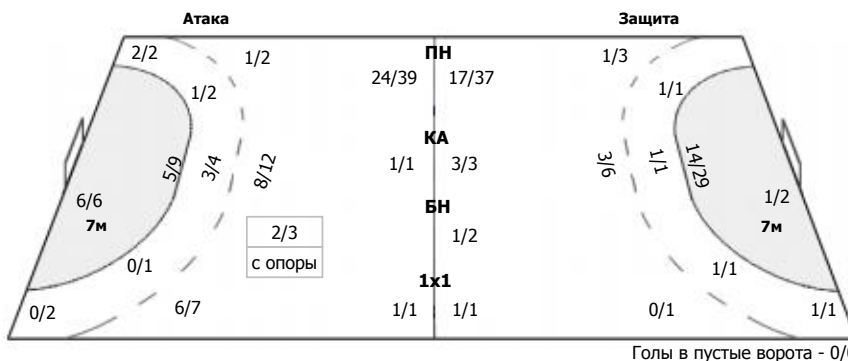 Атака Защита
2/2 1/2 ПН 1/3
24/39 17/37
1/2 1/1
КА
5/9 3/4 8/12 1/1 3/3 3/6 1/1 14/29
6/6 БН 1/2
7м 2/3 1/2 7м
с опоры
0/1 1/1
1x1
0/2 6/7 1/1 1/1 0/1 1/1
Голы в пустые ворота - 0/